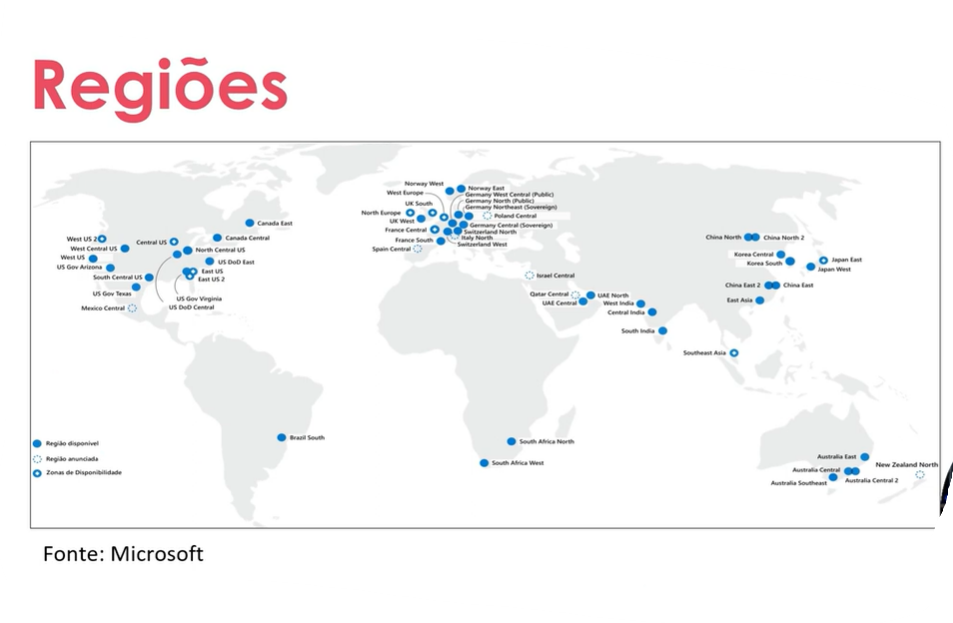 Regiões
Norway West
Norway East
West Europe
Germany West Central (Public)
Germany North (Public)
UK South
Germany Northeast (Sovereign)
North Europe
Poland Central
UK West
Germany Central (Sovereign)
France Central
Switzerland North
Italy North
France South
Switzerland West
Spain Central
Canada East
West US 2
Central US
Canada Central
West Central US
North Central US
West US
US DoD East
US Gov Arizona
South Central US
East US
East US 2
US Gov Texas
US Gov Virginia
Mexico Central
US DoD Central
China North
China North 2
Korea Central
Japan East
Korea South
Japan West
Israel Central
China East 2
China East
Qatar Central
UAE North
UAE Central
West India
East Asia
Central India
South India
Southeast Asia
Brazil South
South Africa North
South Africa West
Australia East
New Zealand North
Australia Central
Australia Central 2
Australia Southeast
Região disponível
Região anunciada
Zonas de Disponibilidade
Fonte: Microsoft